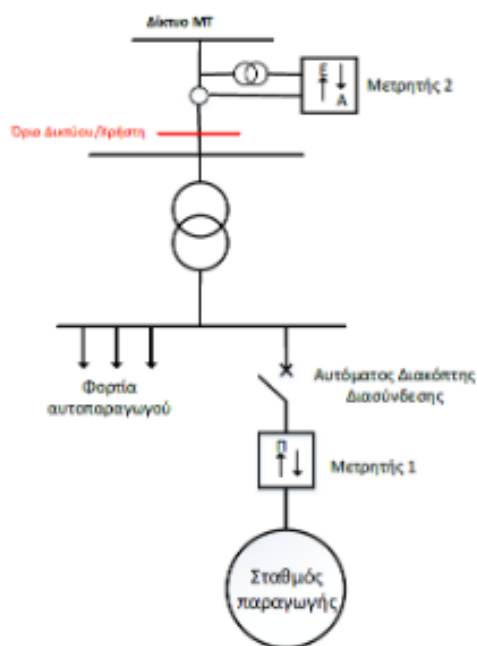 Δίκτυο ΜΤ
Ε
Α
Μετρητής 2
Όριο Δικτύου/Χρήστη
Φορτία
αυτοπαραγωγού
Αυτόματος Διακόπτης
Διασύνδεσης
Π
Μετρητής 1
Σταθμός
παραγωγής